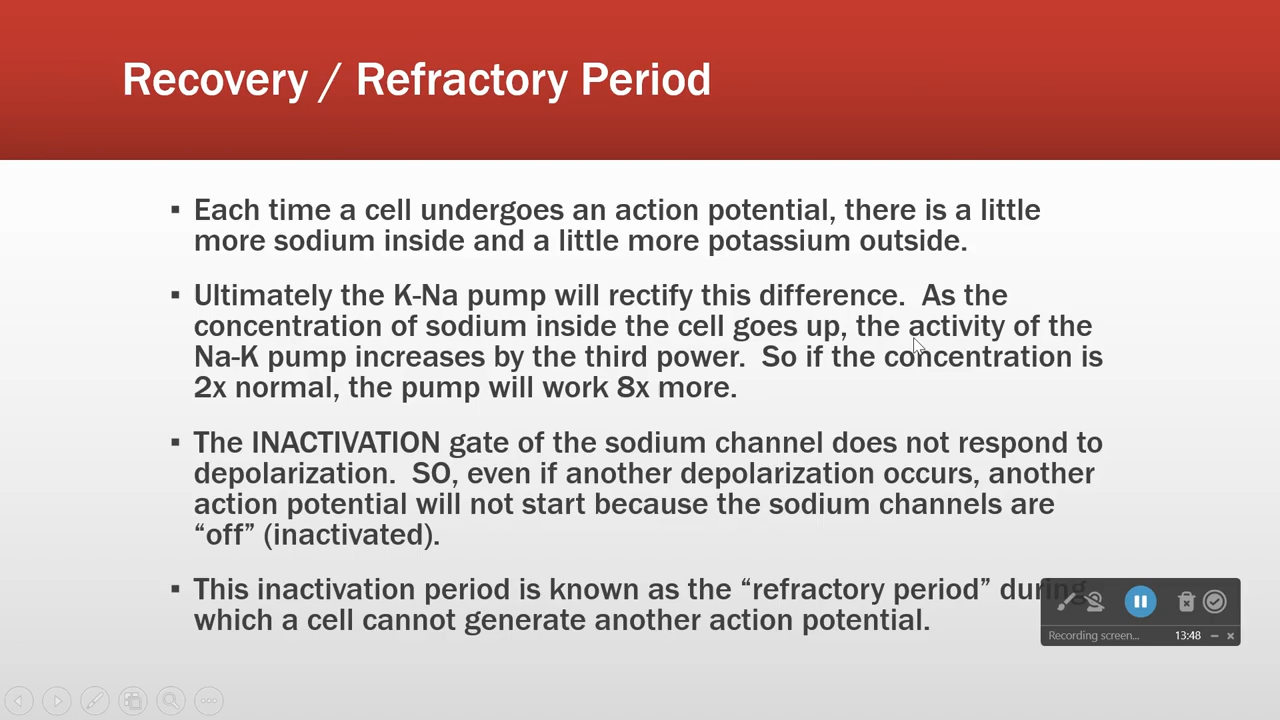 Recovery / Refractory Period
▪ Each time a cell undergoes an action potential, there is a little
more sodium inside and a little more potassium outside.
▪ Ultimately the K-Na pump will rectify this difference.  As the
concentration of sodium inside the cell goes up, the activity of the
Na-K pump increases by the third power.  So if the concentration is
2x normal, the pump will work 8x more.
▪ The INACTIVATION gate of the sodium channel does not respond to
depolarization.  SO, even if another depolarization occurs, another
action potential will not start because the sodium channels are
“off” (inactivated).
▪ This inactivation period is known as the “refractory period” during
which a cell cannot generate another action potential.
Recording screen... 13:48